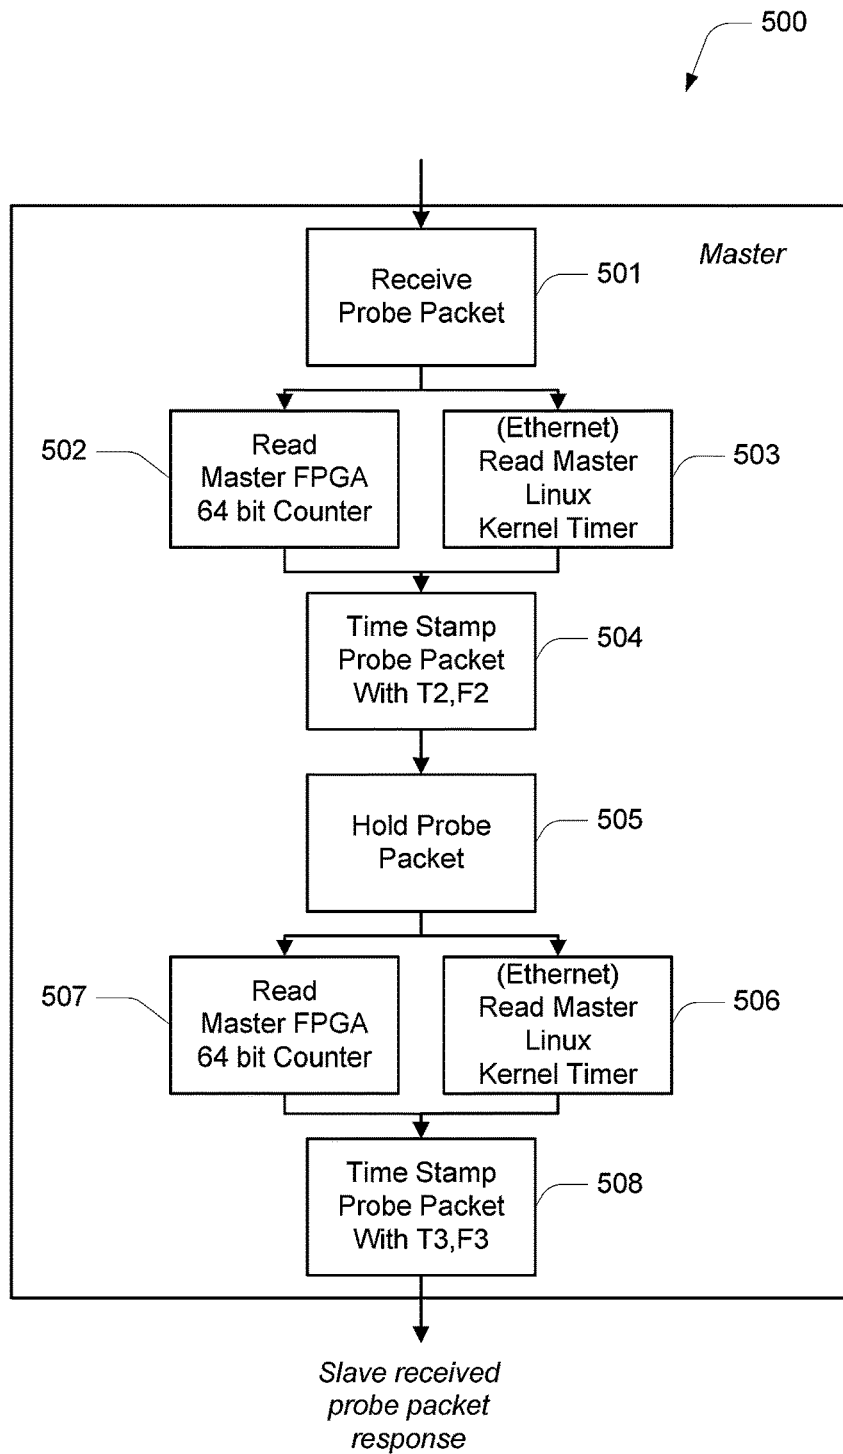 500
Master
Receive
Probe Packet
501
502
Read
Master FPGA
64 bit Counter
(Ethernet)
Read Master
Linux
Kernel Timer
503
Time Stamp
Probe Packet
With T2,F2
504
Hold Probe
Packet
505
507
Read
Master FPGA
64 bit Counter
(Ethernet)
Read Master
Linux
Kernel Timer
506
Time Stamp
Probe Packet
With T3,F3
508
Slave received
probe packet
response